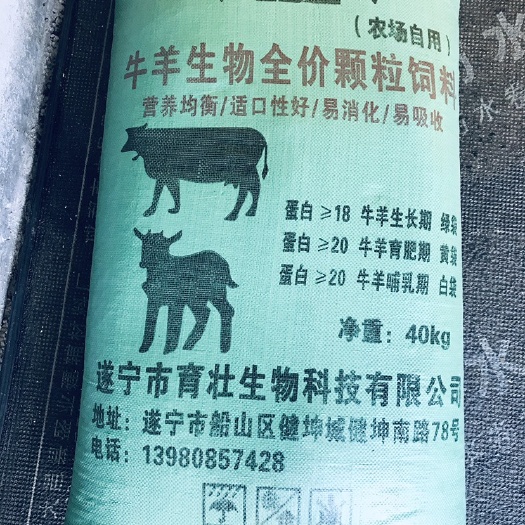 （农场自用）
牛羊生物全价颗粒饲料
营养均衡/适口性好/易消化/易吸收
蛋白≥18 牛羊生长期 绿袋
蛋白≥20 牛羊育肥期 黄袋
蛋白≥20 牛羊哺乳期 白袋
净重：40kg
遂宁市育壮生物科技有限公司
地址：遂宁市船山区健坤城健坤南路78号
电话：13980857428
水